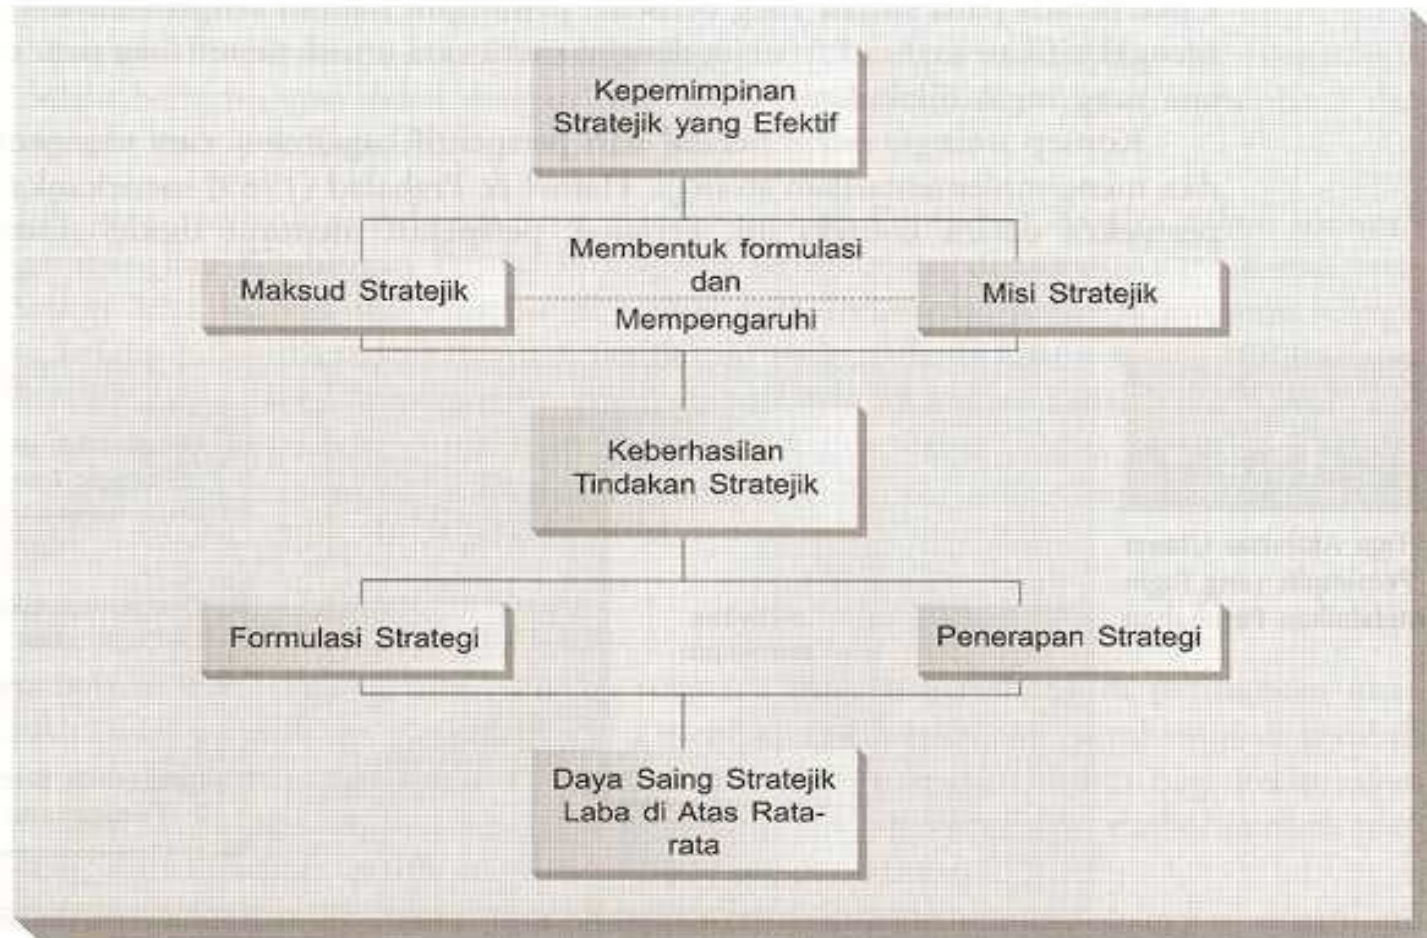 Kepemimpinan
Stratejik yang Efektif
Membentuk formulasi
dan
Mempengaruhi
Maksud Stratejik
Misi Stratejik
Keberhasilan
Tindakan Stratejik
Formulasi Strategi
Penerapan Strategi
Daya Saing Stratejik
Laba di Atas Rata-
rata